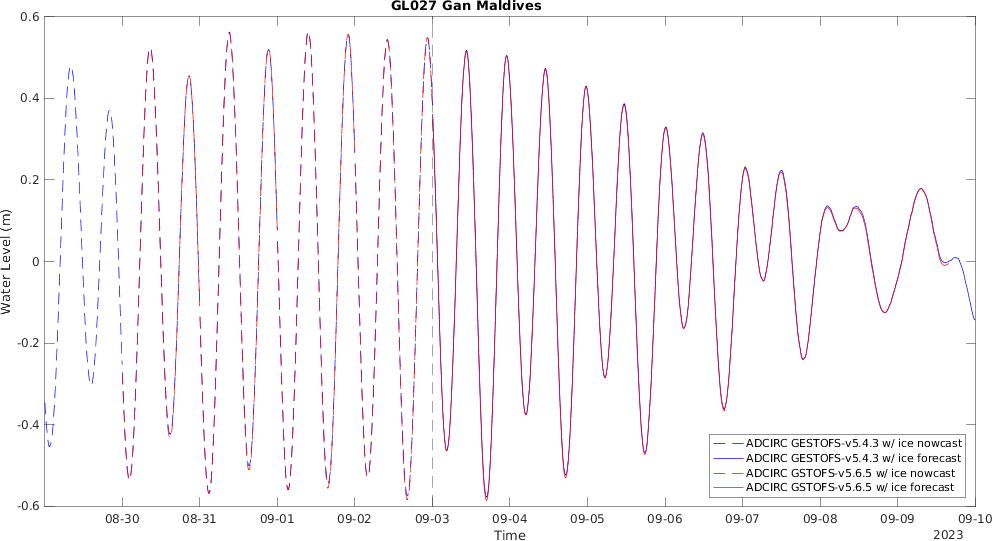 GL027 Gan Maldives
0.6
0.4
0.2
0
-0.2
-0.4
-0.6
Water Level (m)
ADCIRC GESTOFS-v5.4.3 w/ ice nowcast
ADCIRC GESTOFS-v5.4.3 w/ ice forecast
ADCIRC GSTOFS-v5.6.5 w/ ice nowcast
ADCIRC GSTOFS-v5.6.5 w/ ice forecast
08-30 08-31 09-01 09-02 09-03 09-04 09-05 09-06 09-07 09-08 09-09 09-10
Time
2023